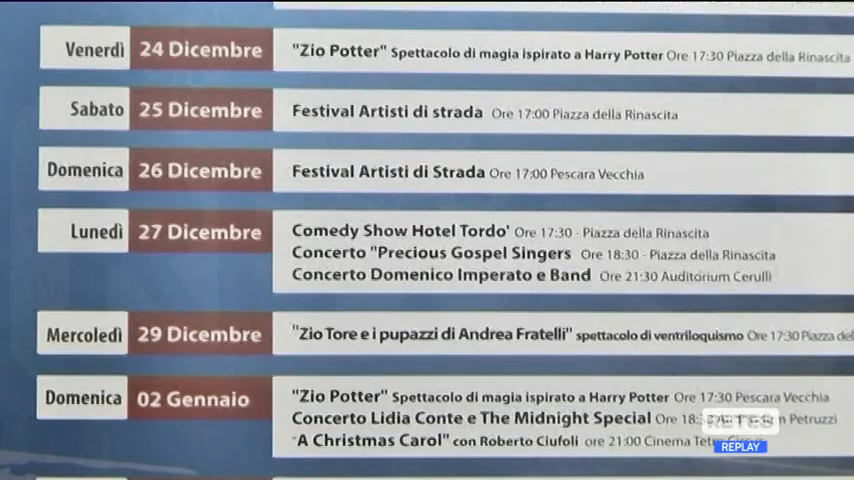 Venerdì 24 Dicembre "Zio Potter" Spettacolo di magia ispirato a Harry Potter Ore 17:30 Piazza della Rinascita
Sabato 25 Dicembre Festival Artisti di strada Ore 17:00 Piazza della Rinascita
Domenica 26 Dicembre Festival Artisti di Strada Ore 17:00 Pescara Vecchia
Lunedì 27 Dicembre Comedy Show Hotel Tordo' Ore 17:30 - Piazza della Rinascita
Concerto "Precious Gospel Singers Ore 18:30 - Piazza della Rinascita
Concerto Domenico Imperato e Band Ore 21:30 Auditorium Cerulli
Mercoledì 29 Dicembre "Zio Tore e i pupazzi di Andrea Fratelli" spettacolo di ventriloquismo Ore 17:30 Piazza del
Domenica 02 Gennaio "Zio Potter" Spettacolo di magia ispirato a Harry Potter Ore 17:30 Pescara Vecchia
Concerto Lidia Conte e The Midnight Special Ore Petruzzi
"A Christmas Carol" con Roberto Ciufoli ore 21:00 Cinema
RETE8
REPLAY